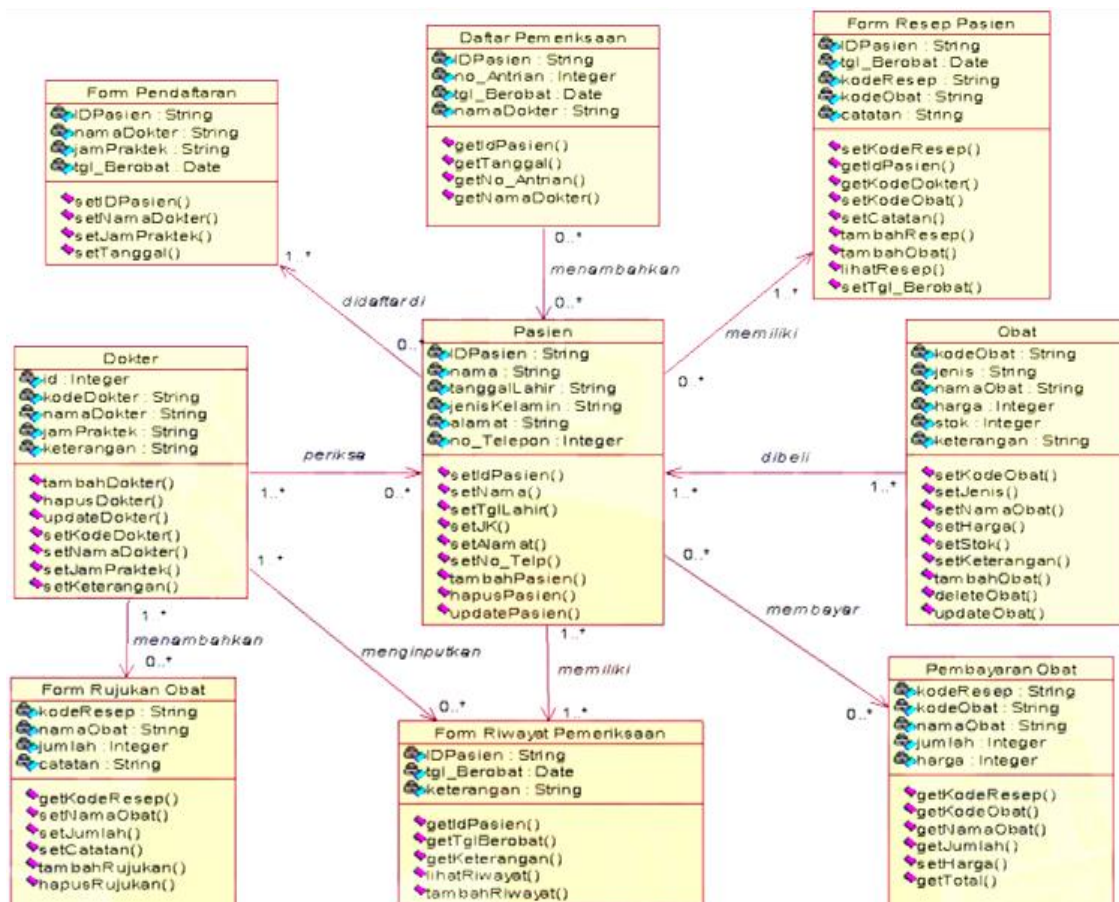 Form Pendaftaran
IDPasien : String
namaDokter : String
jamPraktek : String
tgl_Berobat : Date
setIDPasien()
setNamaDokter()
setJamPraktek()
setTanggal()
Daftar Pemeriksaan
IDPasien : String
no_Antrian : Integer
tgl_Berobat : Date
namaDokter : String
getIdPasien()
getTanggal()
getNo_Antrian()
getNamaDokter()
Form Resep Pasien
IDPasien : String
tgl_Berobat : Date
kodeResep : String
kodeObat : String
catatan : String
setKodeResep()
getIdPasien()
getKodeDokter()
setKodeObat()
setCatatan()
tambahResep()
tambahObat()
lihatResep()
setTgl_Berobat()
1..*
didaftardi
0..*
0..*
menambahkan
0..*
1..*
memiliki
0..*
Dokter
id : Integer
kodeDokter : String
namaDokter : String
jamPraktek : String
keterangan : String
tambahDokter()
hapusDokter()
updateDokter()
setKodeDokter()
setNamaDokter()
setJamPraktek()
setKeterangan()
periksa
1..*
0..*
Pasien
IDPasien : String
nama : String
tanggalLahir : String
jenisKelamin : String
alamat : String
no_Telepon : Integer
setIdPasien()
setNama()
setTglLahir()
setJK()
setAlamat()
setNo_Telp()
tambahPasien()
hapusPasien()
updatePasien()
dibeli
1..*
1..*
Obat
kodeObat : String
jenis : String
namaObat : String
harga : Integer
stok : Integer
keterangan : String
setKodeObat()
setJenis()
setNamaObat()
setHarga()
setStok()
setKeterangan()
tambahObat()
deleteObat()
updateObat()
1..*
menambahkan
0..*
1..*
menginputkan
0..*
1..*
memiliki
1..*
0..*
membayar
0..*
Form Rujukan Obat
kodeResep : String
namaObat : String
jumlah : Integer
catatan : String
getKodeResep()
setNamaObat()
setJumlah()
setCatatan()
tambahRujukan()
hapusRujukan()
Form Riwayat Pemeriksaan
IDPasien : String
tgl_Berobat : Date
keterangan : String
getIdPasien()
getTglBerobat()
getKeterangan()
lihatRiwayat()
tambahRiwayat()
Pembayaran Obat
kodeResep : String
kodeObat : String
namaObat : String
jumlah : Integer
harga : Integer
getKodeResep()
getKodeObat()
getNamaObat()
getJumlah()
setHarga()
getTotal()